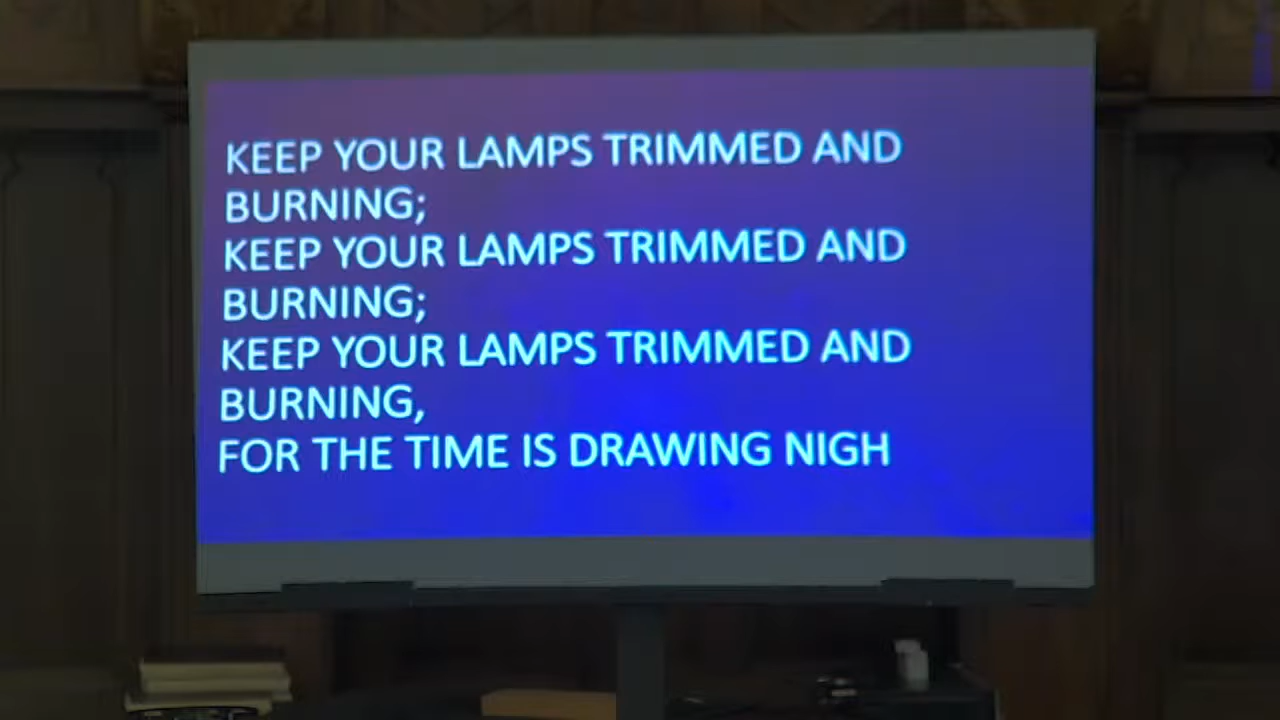 KEEP YOUR LAMPS TRIMMED AND
BURNING;
KEEP YOUR LAMPS TRIMMED AND
BURNING;
KEEP YOUR LAMPS TRIMMED AND
BURNING,
FOR THE TIME IS DRAWING NIGH